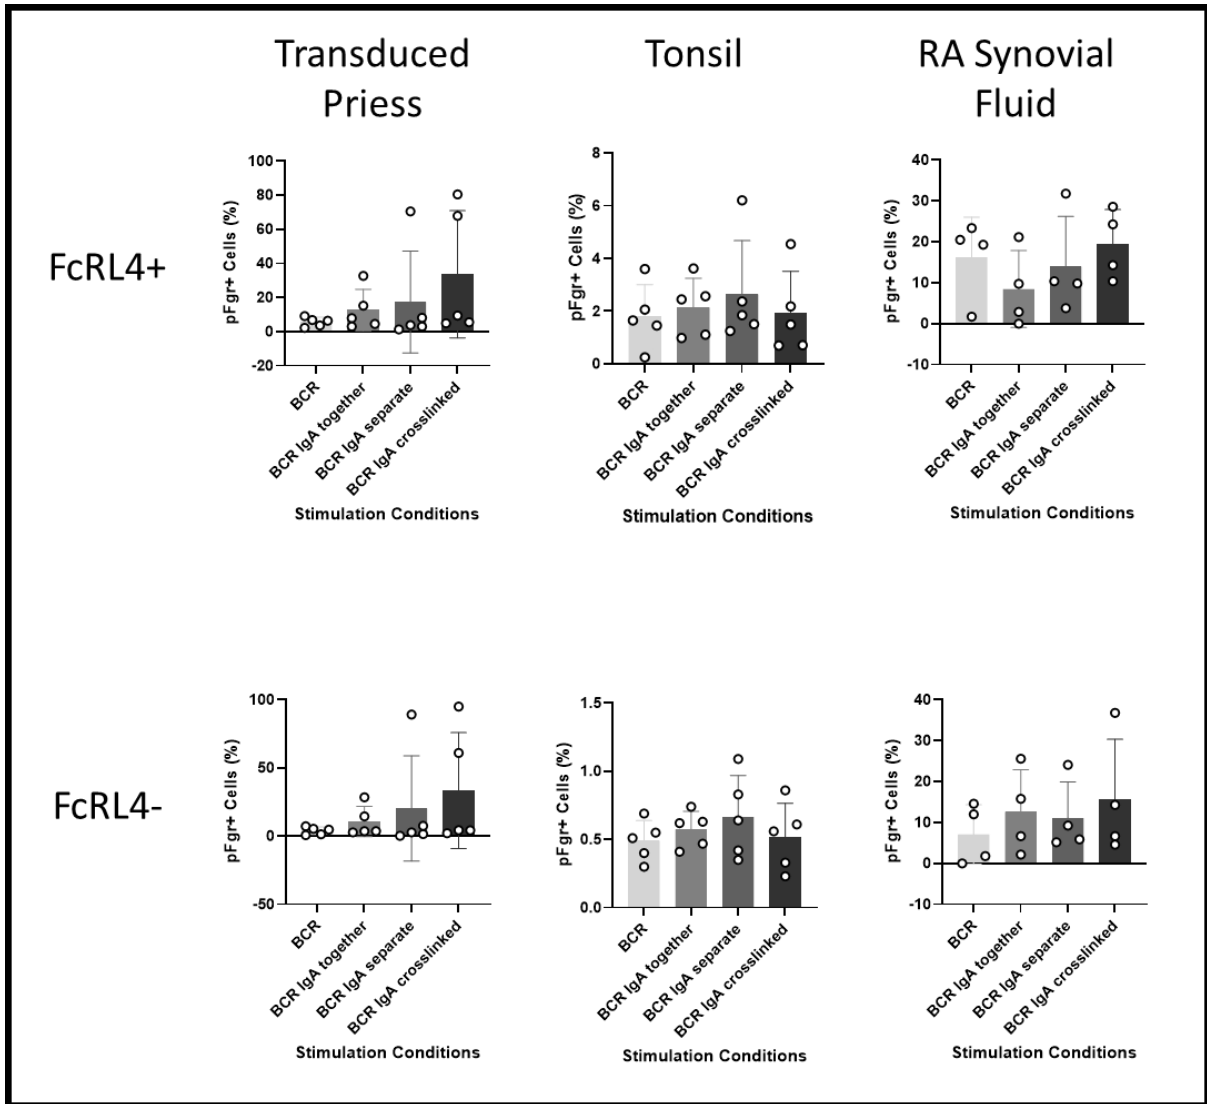 Transduced
Priess
Tonsil
RA Synovial
Fluid
FcRL4+
pFgr+ Cells (%)
100
80
60
40
20
0
-20
BCR
BCR IgA together
BCR IgA separate
BCR IgA crosslinked
Stimulation Conditions
pFgr+ Cells (%)
8
6
4
2
0
BCR
BCR IgA together
BCR IgA separate
BCR IgA crosslinked
Stimulation Conditions
pFgr+ Cells (%)
40
30
20
10
0
-10
BCR
BCR IgA together
BCR IgA separate
BCR IgA crosslinked
Stimulation Conditions
FcRL4-
pFgr+ Cells (%)
100
50
0
-50
BCR
BCR IgA together
BCR IgA separate
BCR IgA crosslinked
Stimulation Conditions
pFgr+ Cells (%)
1.5
1.0
0.5
0.0
BCR
BCR IgA together
BCR IgA separate
BCR IgA crosslinked
Stimulation Conditions
pFgr+ Cells (%)
40
30
20
10
0
-10
BCR
BCR IgA together
BCR IgA separate
BCR IgA crosslinked
Stimulation Conditions